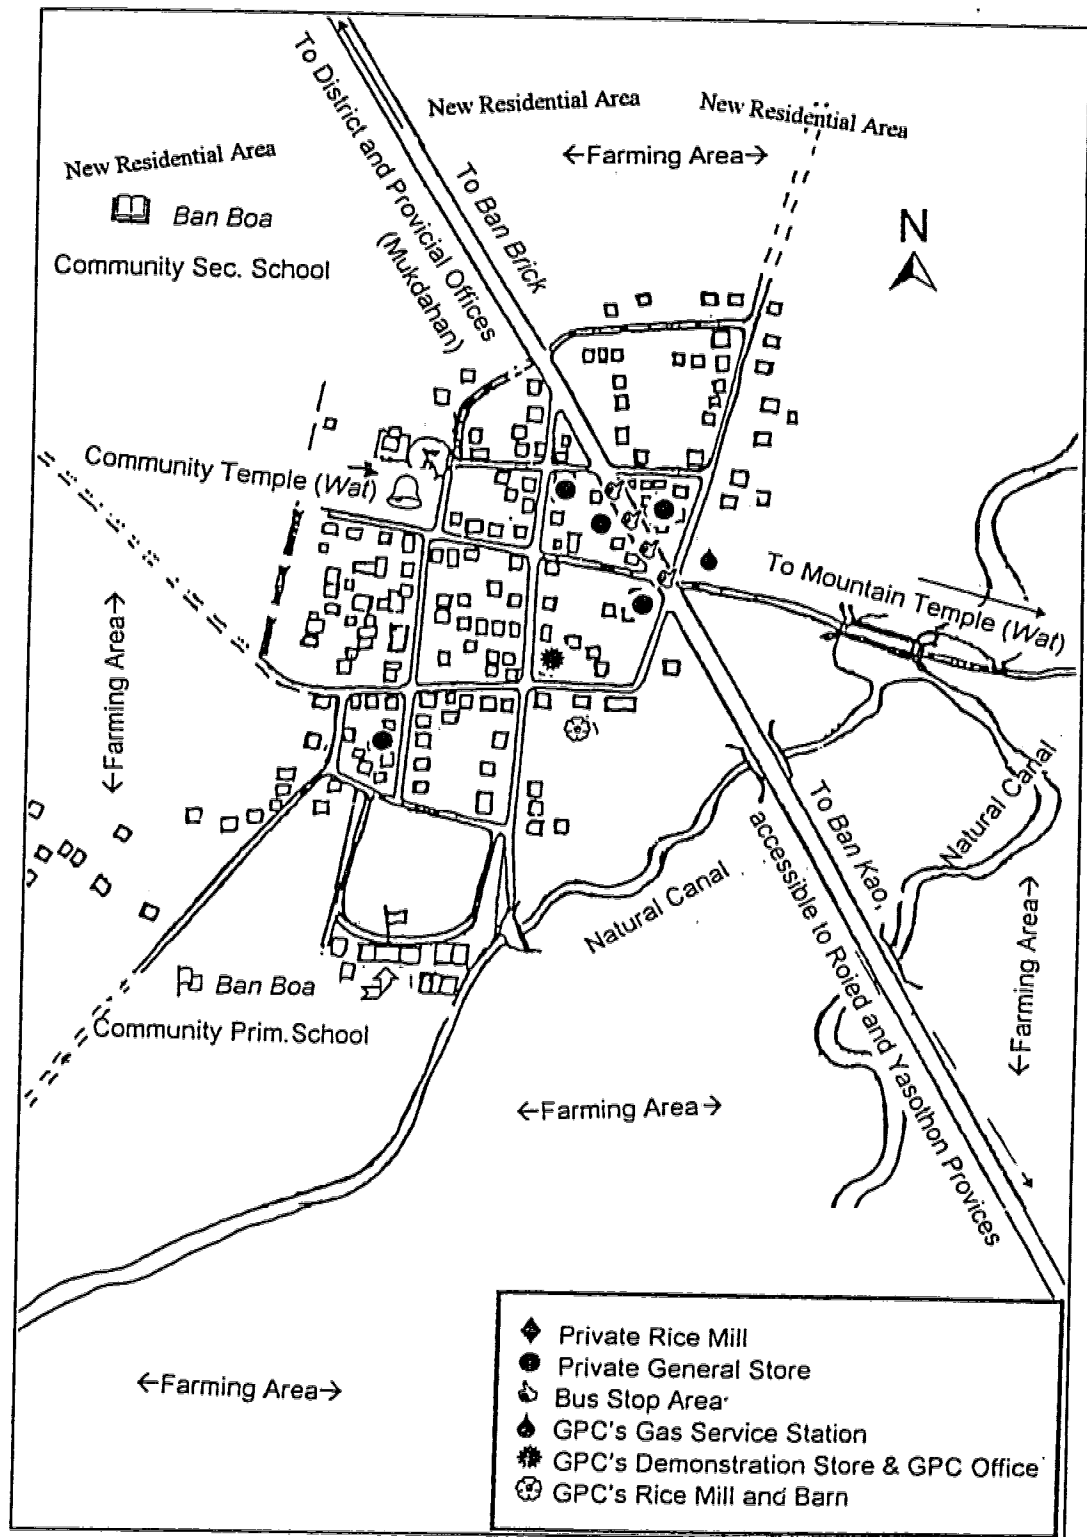 New Residential Area
New Residential Area
New Residential Area
←Farming Area→
To District and Provicial Offices
(Mukdahan)
To Ban Brick
Ban Boa
Community Sec. School
N
Community Temple (Wat)
To Mountain Temple (Wat)
←Farming Area→
Natural Canal
To Ban Kao,
accessible to Roied and Yasothon Provices
Natural Canal
←Farming Area→
Ban Boa
Community Prim. School
←Farming Area→
←Farming Area→
Private Rice Mill
Private General Store
Bus Stop Area
GPC's Gas Service Station
GPC's Demonstration Store & GPC Office
GPC's Rice Mill and Barn